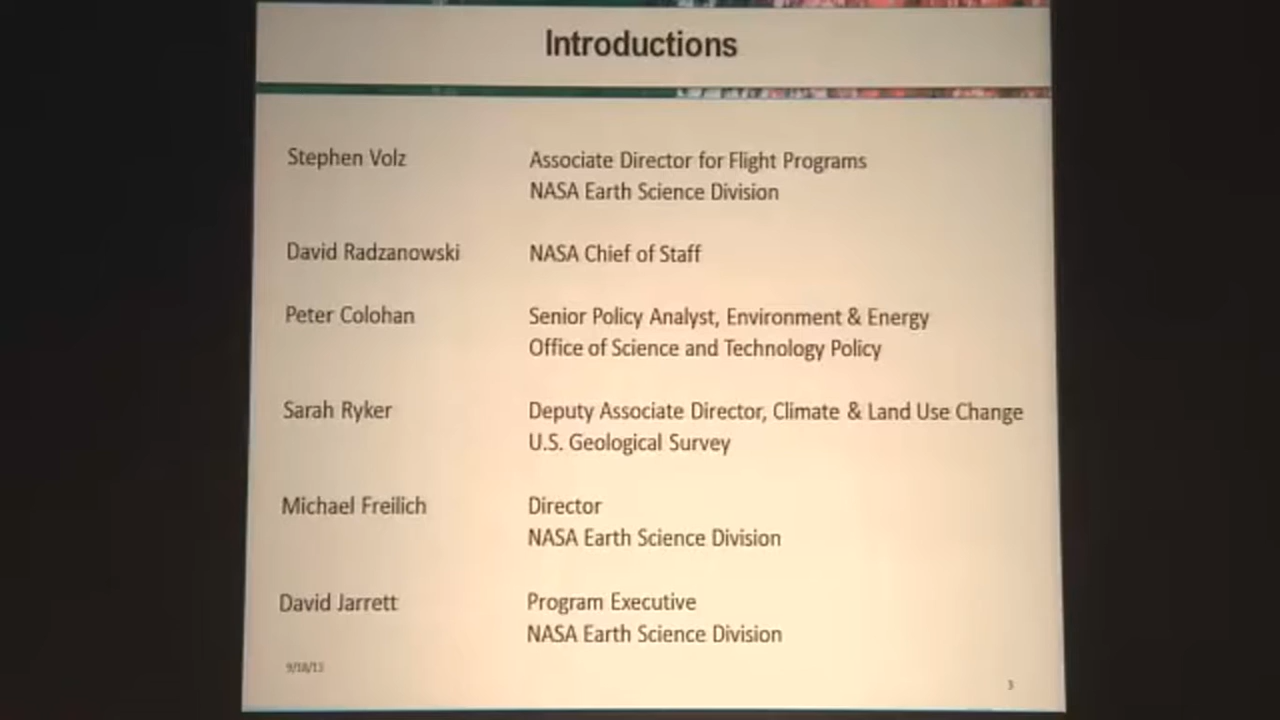 Introductions
Stephen Volz
Associate Director for Flight Programs
NASA Earth Science Division
David Radzanowski
NASA Chief of Staff
Peter Colohan
Senior Policy Analyst, Environment & Energy
Office of Science and Technology Policy
Sarah Ryker
Deputy Associate Director, Climate & Land Use Change
U.S. Geological Survey
Michael Freilich
Director
NASA Earth Science Division
David Jarrett
Program Executive
NASA Earth Science Division
9/18/13
3